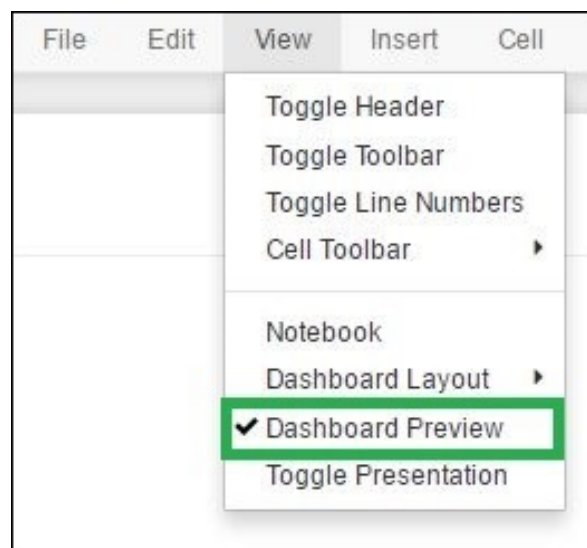 File Edit View Insert Cell
Toggle Header
Toggle Toolbar
Toggle Line Numbers
Cell Toolbar
Notebook
Dashboard Layout
Dashboard Preview
Toggle Presentation